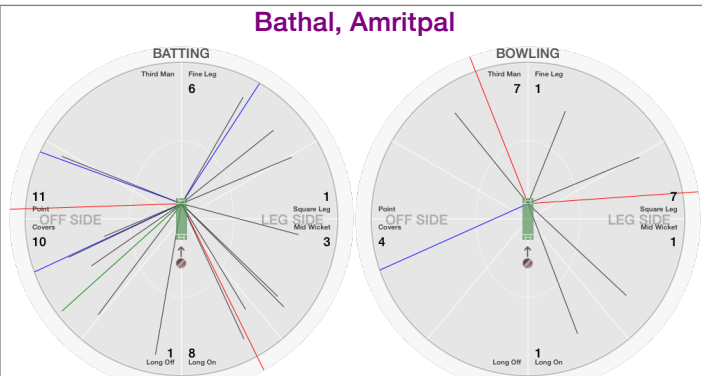 Bathal, Amritpal
BATTING
Third Man Fine Leg
6
11 1
Point Square Leg
OFF SIDE LEG SIDE
Covers Mid Wicket
10 3
1 8
Long Off Long On
BOWLING
Third Man Fine Leg
7 1
7
Point Square Leg
OFF SIDE LEG SIDE
Covers Mid Wicket
4 1
1
Long Off Long On